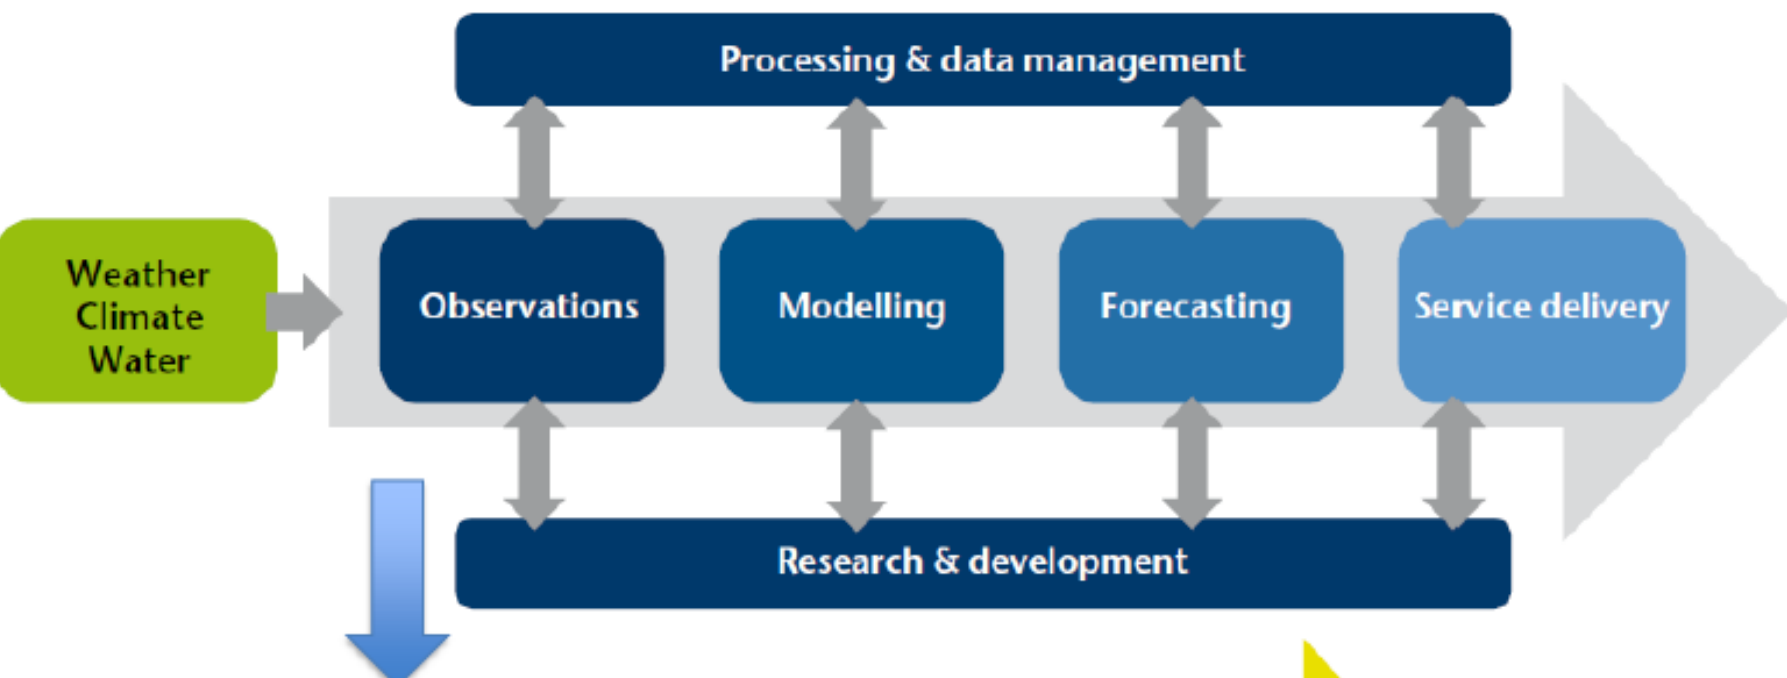 Processing & data management
Weather
Climate
Water
Observations
Modelling
Forecasting
Service delivery
Research & development